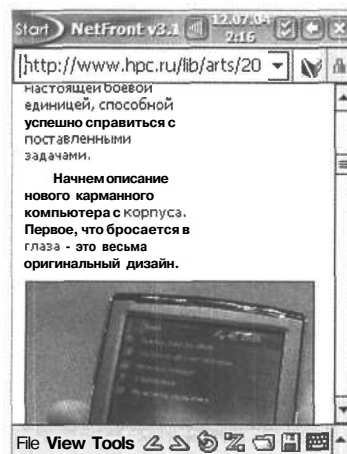 Start NetFront v3.1 12.07.04 2:16
http://www.hpc.ru/lib/arts/20
настоящей боевой
единицей, способной
успешно справиться с
поставленными
задачами.
Начнем описание
нового карманного
компьютера с корпуса.
Первое, что бросается в
глаза - это весьма
оригинальный дизайн.
File View Tools